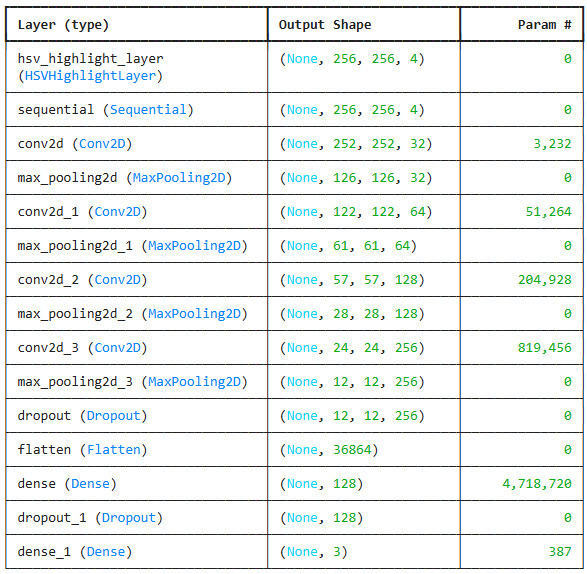 Layer (type) Output Shape Param #
hsv_highlight_layer (None, 256, 256, 4) 0
(HSVHighlightLayer)
sequential (Sequential) (None, 256, 256, 4) 0
conv2d (Conv2D) (None, 252, 252, 32) 3,232
max_pooling2d (MaxPooling2D) (None, 126, 126, 32) 0
conv2d_1 (Conv2D) (None, 122, 122, 64) 51,264
max_pooling2d_1 (MaxPooling2D) (None, 61, 61, 64) 0
conv2d_2 (Conv2D) (None, 57, 57, 128) 204,928
max_pooling2d_2 (MaxPooling2D) (None, 28, 28, 128) 0
conv2d_3 (Conv2D) (None, 24, 24, 256) 819,456
max_pooling2d_3 (MaxPooling2D) (None, 12, 12, 256) 0
dropout (Dropout) (None, 12, 12, 256) 0
flatten (Flatten) (None, 36864) 0
dense (Dense) (None, 128) 4,718,720
dropout_1 (Dropout) (None, 128) 0
dense_1 (Dense) (None, 3) 387